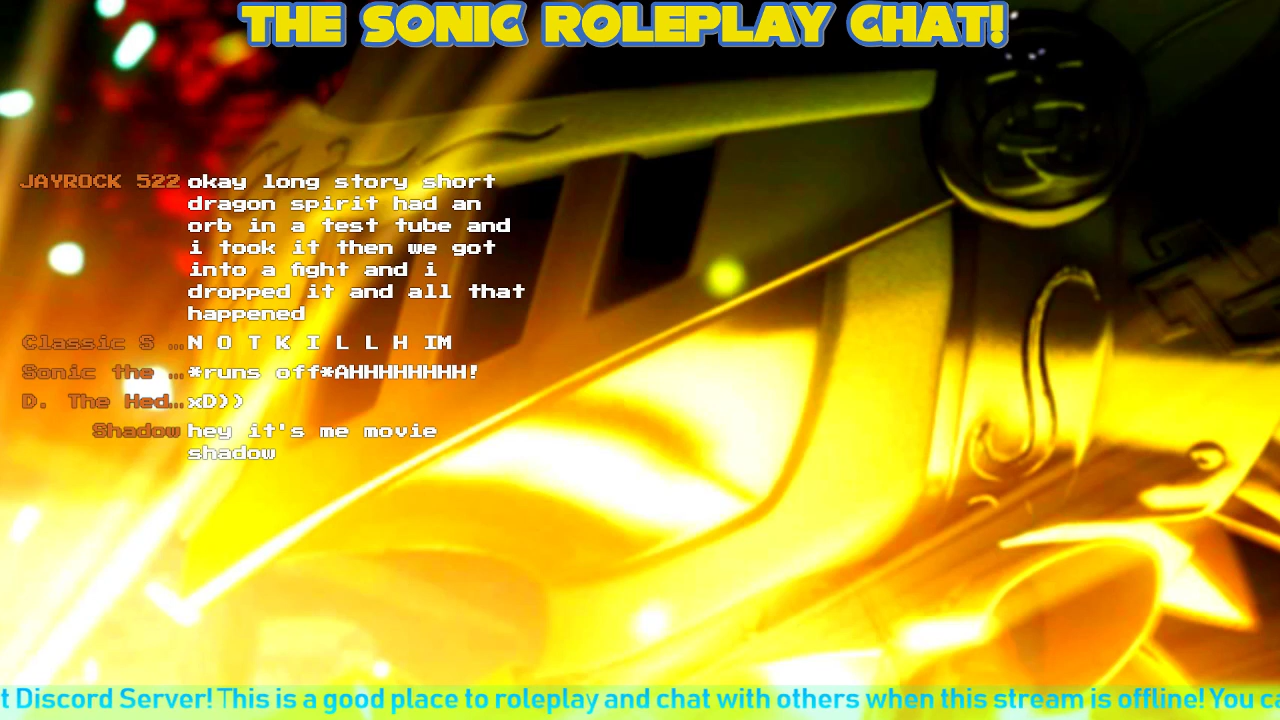 THE SONIC ROLEPLAY CHAT!
JAYROCK 522 okay long story short
dragon spirit had an
orb in a test tube and
i took it then we got
into a fight and i
dropped it and all that
happened
Classic S ... N O T K I L L H IM
Sonic the ... *runs off*AHHHHHHHH!
D. The Hed... xD))
Shadow hey it's me movie
shadow
t Discord Server! This is a good place to roleplay and chat with others when this stream is offline! You ca